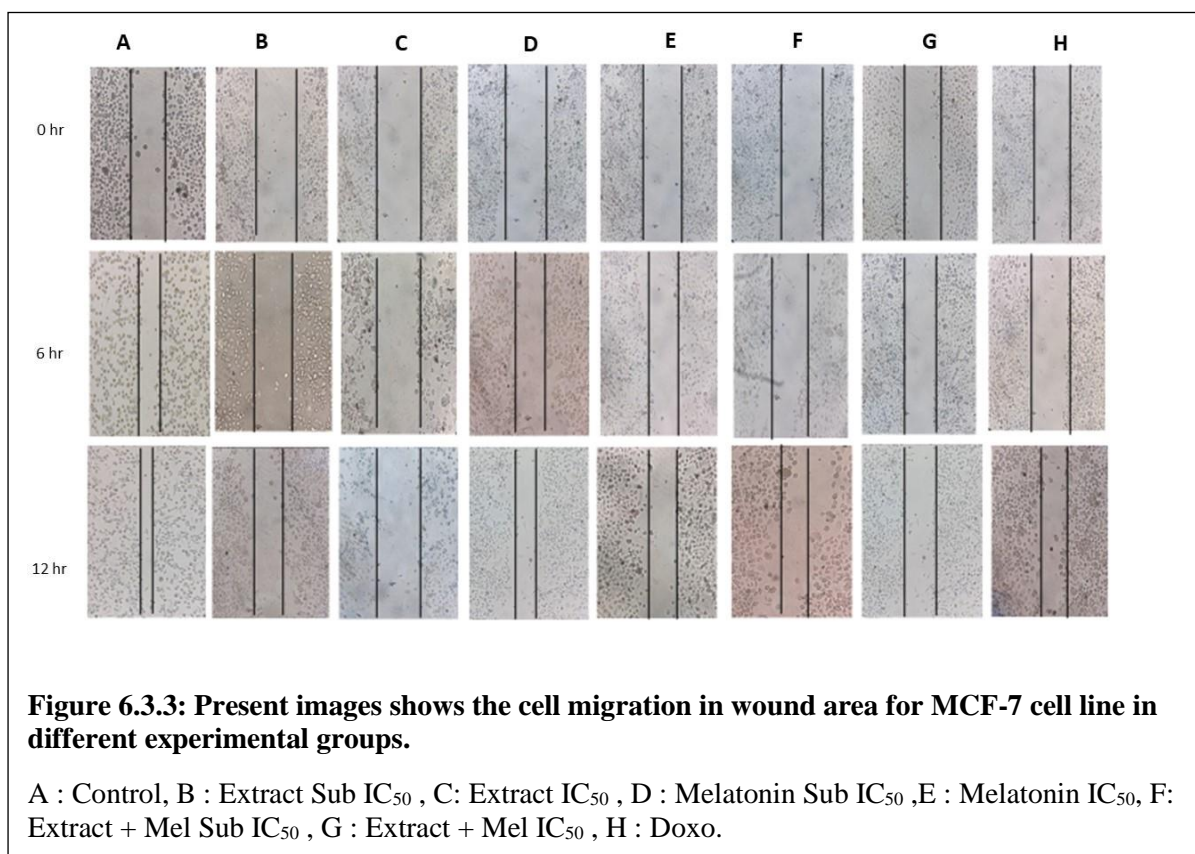 A B C D E F G H
0 hr
6 hr
12 hr
Figure 6.3.3: Present images shows the cell migration in wound area for MCF-7 cell line in
different experimental groups.
A : Control, B : Extract Sub IC₅₀ , C: Extract IC₅₀ , D : Melatonin Sub IC₅₀ ,E : Melatonin IC₅₀, F:
Extract + Mel Sub IC₅₀ , G : Extract + Mel IC₅₀ , H : Doxo.